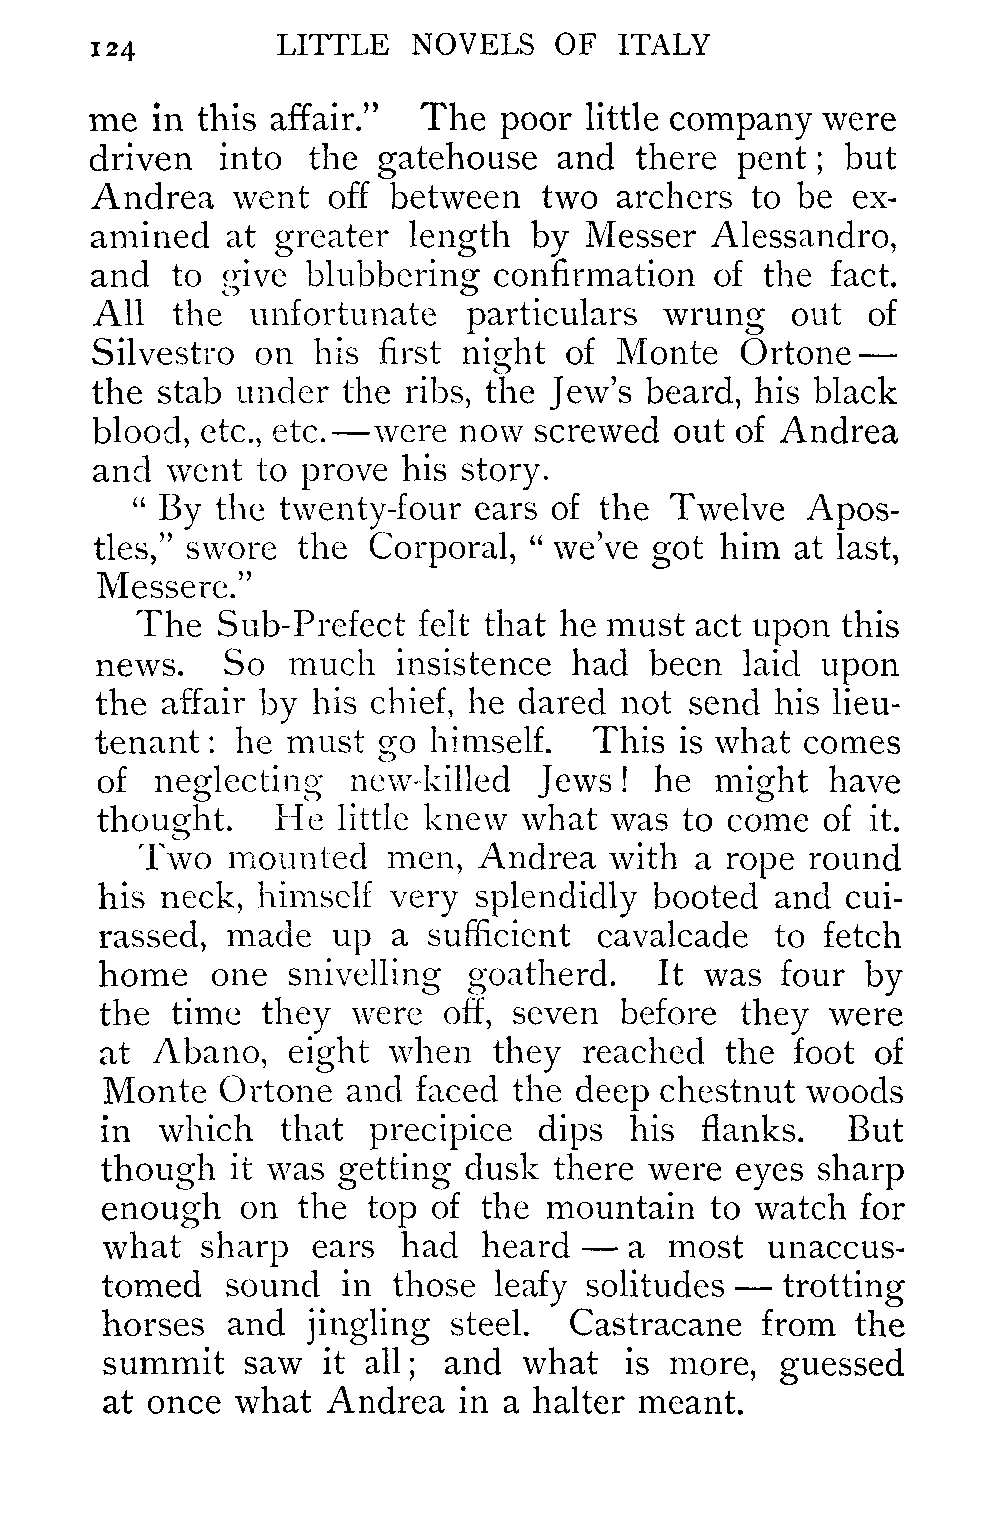 124 LITTLE NOVELS OF ITALY
me in this affair.” The poor little company were
driven into the gatehouse and there pent; but
Andrea went off between two archers to be ex-
amined at greater length by Messer Alessandro,
and to give blubbering confirmation of the fact.
All the unfortunate particulars wrung out of
Silvestro on his first night of Monte Ortone—
the stab under the ribs, the Jew’s beard, his black
blood, etc., etc.—were now screwed out of Andrea
and went to prove his story.
“By the twenty-four ears of the Twelve Apos-
tles,” swore the Corporal, “we’ve got him at last,
Messere.”
The Sub-Prefect felt that he must act upon this
news. So much insistence had been laid upon
the affair by his chief, he dared not send his lieu-
tenant: he must go himself. This is what comes
of neglecting new-killed Jews! he might have
thought. He little knew what was to come of it.
Two mounted men, Andrea with a rope round
his neck, himself very splendidly booted and cui-
rassed, made up a sufficient cavalcade to fetch
home one snivelling goatherd. It was four by
the time they were off, seven before they were
at Abano, eight when they reached the foot of
Monte Ortone and faced the deep chestnut woods
in which that precipice dips his flanks. But
though it was getting dusk there were eyes sharp
enough on the top of the mountain to watch for
what sharp ears had heard — a most unaccus-
tomed sound in those leafy solitudes — trotting
horses and jingling steel. Castracane from the
summit saw it all; and what is more, guessed
at once what Andrea in a halter meant.